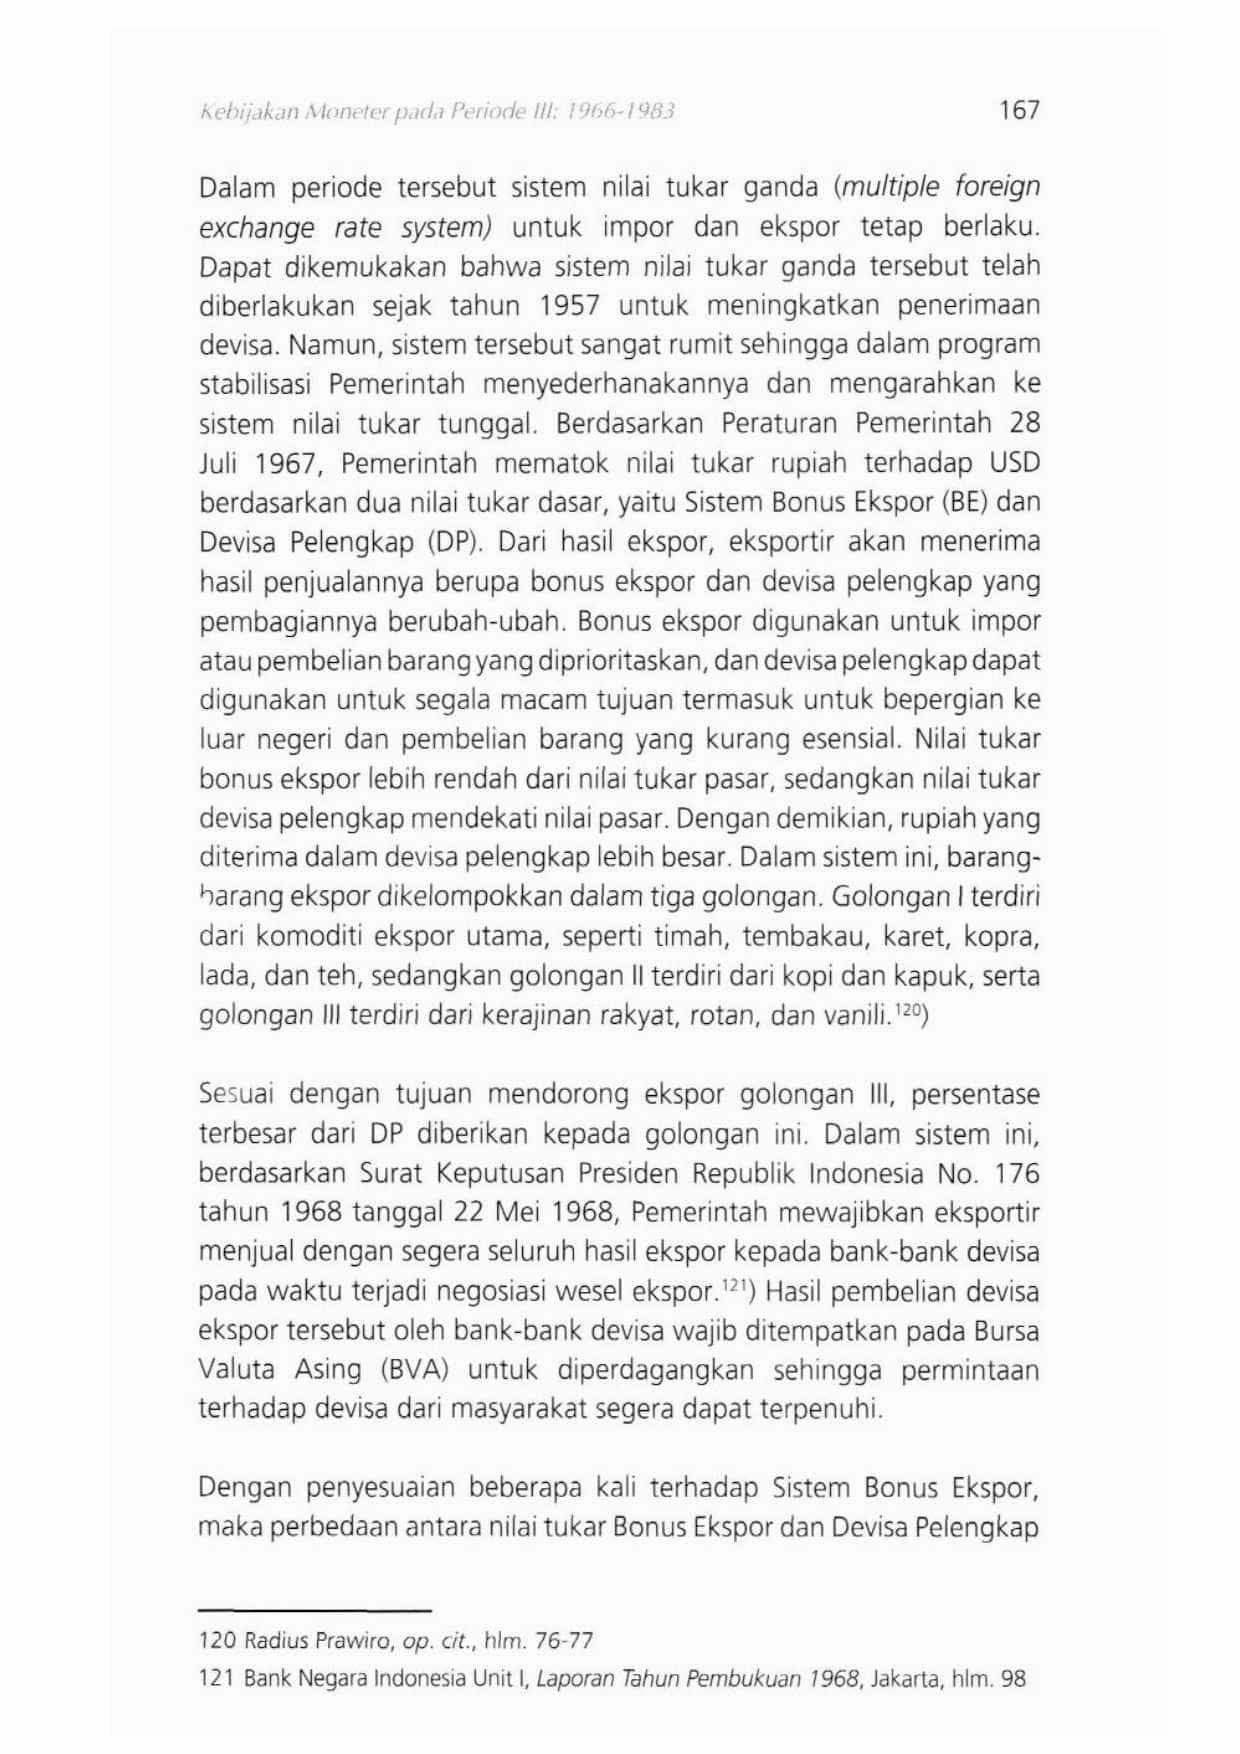 Kebijakan Moneter pada Periode III: 1966-1983 167
Dalam periode tersebut sistem nilai tukar ganda (multiple foreign
exchange rate system) untuk impor dan ekspor tetap berlaku.
Dapat dikemukakan bahwa sistem nilai tukar ganda tersebut telah
diberlakukan sejak tahun 1957 untuk meningkatkan penerimaan
devisa. Namun, sistem tersebut sangat rumit sehingga dalam program
stabilisasi Pemerintah menyederhanakannya dan mengarahkan ke
sistem nilai tukar tunggal. Berdasarkan Peraturan Pemerintah 28
Juli 1967, Pemerintah mematok nilai tukar rupiah terhadap USD
berdasarkan dua nilai tukar dasar, yaitu Sistem Bonus Ekspor (BE) dan
Devisa Pelengkap (DP). Dari hasil ekspor, eksportir akan menerima
hasil penjualannya berupa bonus ekspor dan devisa pelengkap yang
pembagiannya berubah-ubah. Bonus ekspor digunakan untuk impor
atau pembelian barang yang diprioritaskan, dan devisa pelengkap dapat
digunakan untuk segala macam tujuan termasuk untuk bepergian ke
luar negeri dan pembelian barang yang kurang esensial. Nilai tukar
bonus ekspor lebih rendah dari nilai tukar pasar, sedangkan nilai tukar
devisa pelengkap mendekati nilai pasar. Dengan demikian, rupiah yang
diterima dalam devisa pelengkap lebih besar. Dalam sistem ini, barang-
barang ekspor dikelompokkan dalam tiga golongan. Golongan I terdiri
dari komoditi ekspor utama, seperti timah, tembakau, karet, kopra,
lada, dan teh, sedangkan golongan II terdiri dari kopi dan kapuk, serta
golongan III terdiri dari kerajinan rakyat, rotan, dan vanili.¹²⁰)
Sesuai dengan tujuan mendorong ekspor golongan III, persentase
terbesar dari DP diberikan kepada golongan ini. Dalam sistem ini,
berdasarkan Surat Keputusan Presiden Republik Indonesia No. 176
tahun 1968 tanggal 22 Mei 1968, Pemerintah mewajibkan eksportir
menjual dengan segera seluruh hasil ekspor kepada bank-bank devisa
pada waktu terjadi negosiasi wesel ekspor.¹²¹) Hasil pembelian devisa
ekspor tersebut oleh bank-bank devisa wajib ditempatkan pada Bursa
Valuta Asing (BVA) untuk diperdagangkan sehingga permintaan
terhadap devisa dari masyarakat segera dapat terpenuhi.
Dengan penyesuaian beberapa kali terhadap Sistem Bonus Ekspor,
maka perbedaan antara nilai tukar Bonus Ekspor dan Devisa Pelengkap
120 Radius Prawiro, op. cit., hlm. 76-77
121 Bank Negara Indonesia Unit I, Laporan Tahun Pembukuan 1968, Jakarta, hlm. 98